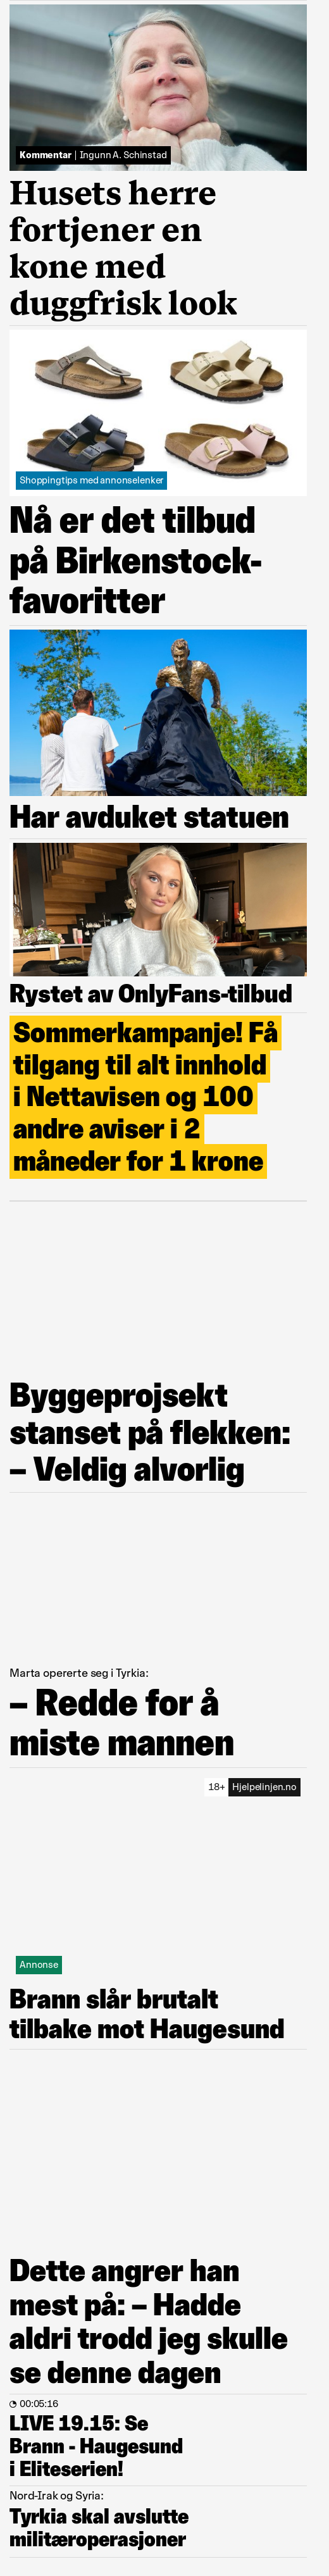 Kommentar | Ingunn A. Schinstad
Husets herre
fortjener en
kone med
duggfrisk look
Shoppingtips med annonselenker
Nå er det tilbud
på Birkenstock-
favoritter
Har avduket statuen
Rystet av OnlyFans-tilbud
Sommerkampanje! Få
tilgang til alt innhold
i Nettavisen og 100
andre aviser i 2
måneder for 1 krone
Byggeprojsekt
stanset på flekken:
– Veldig alvorlig
Marta opererte seg i Tyrkia:
– Redde for å
miste mannen
18+ Hjelpelinjen.no
Annonse
Brann slår brutalt
tilbake mot Haugesund
Dette angrer han
mest på: – Hadde
aldri trodd jeg skulle
se denne dagen
00:05:16
LIVE 19.15: Se
Brann - Haugesund
i Eliteserien!
Nord-Irak og Syria:
Tyrkia skal avslutte
militæroperasjoner